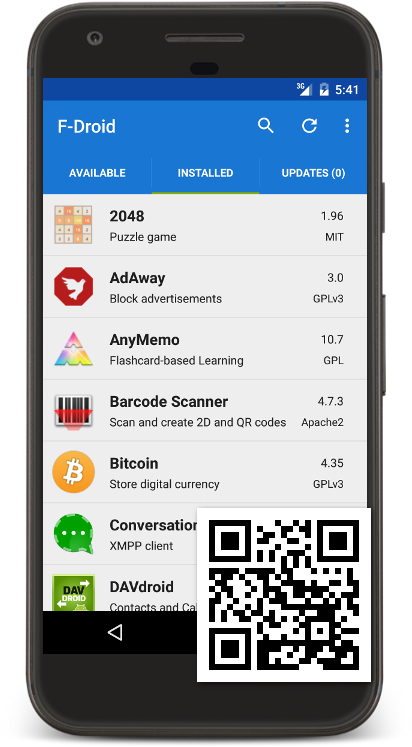 3G 5:41
F-Droid
AVAILABLE INSTALLED UPDATES (0)
2048 1.96
Puzzle game MIT
AdAway 3.0
Block advertisements GPLv3
AnyMemo 10.7
Flashcard-based Learning GPL
Barcode Scanner 4.7.3
Scan and create 2D and QR codes Apache2
Bitcoin 4.35
Store digital currency GPLv3
Conversation
XMPP client
DAVdroid
DAV
DROID
Contacts and Cal